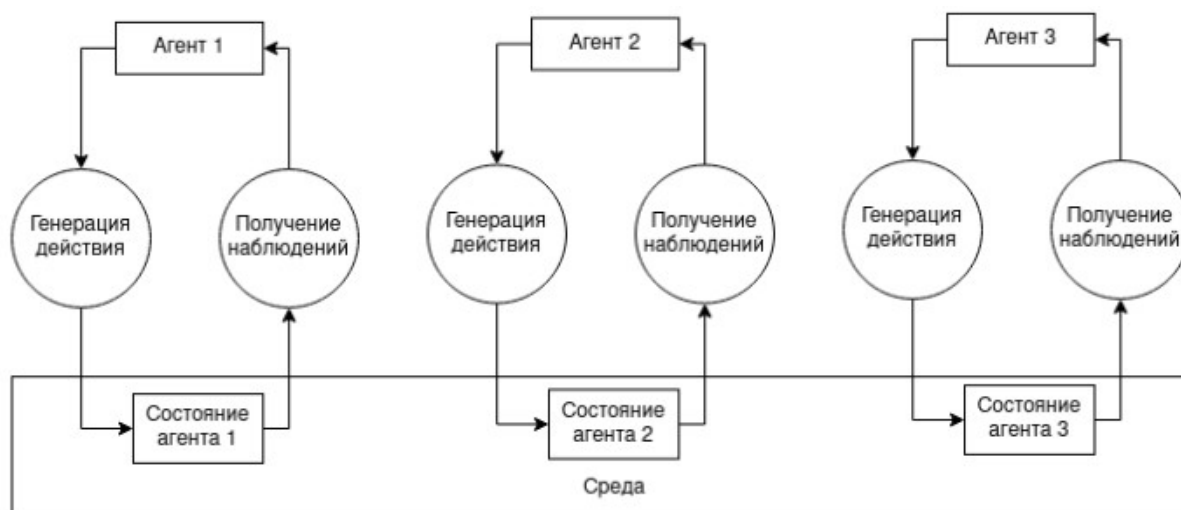 Агент 1
Агент 2
Агент 3
Генерация
действия
Получение
наблюдений
Генерация
действия
Получение
наблюдений
Генерация
действия
Получение
наблюдений
Состояние
агента 1
Состояние
агента 2
Состояние
агента 3
Среда